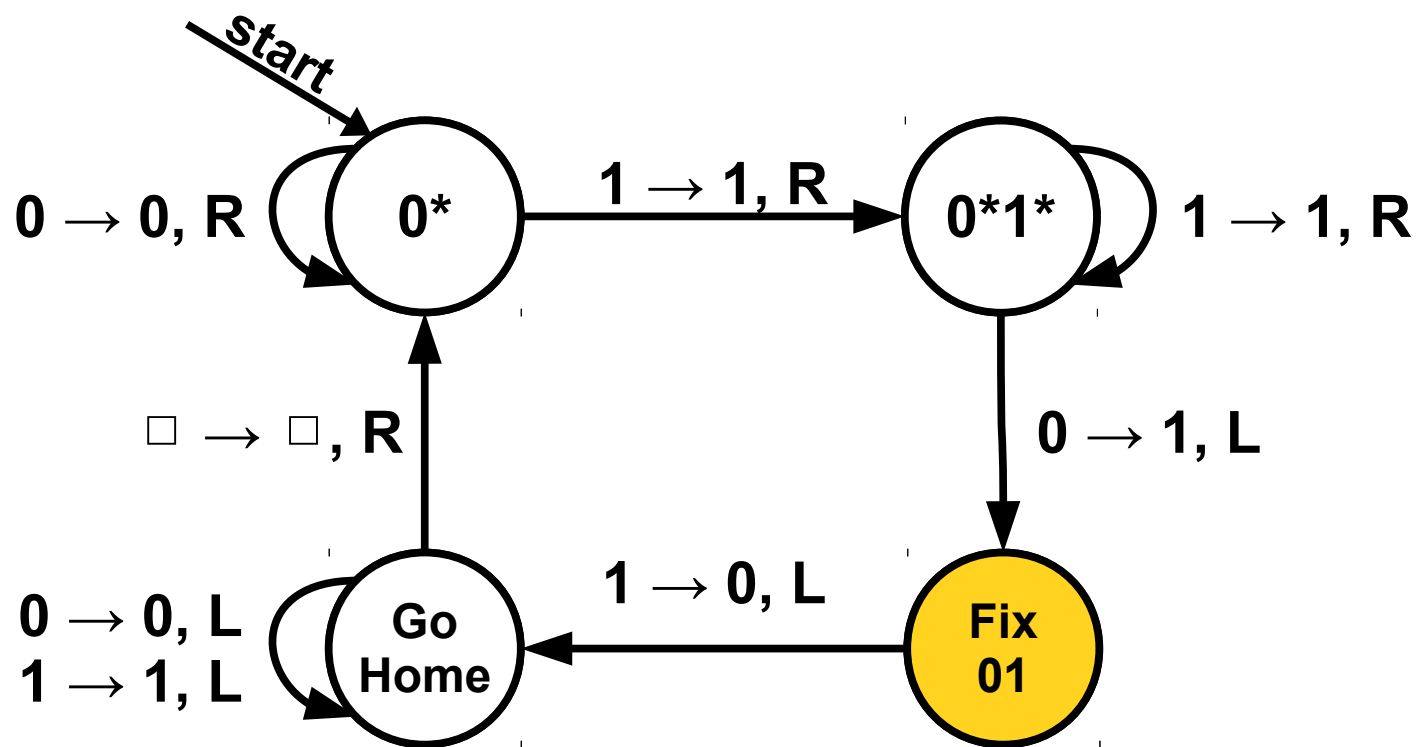 start
0 → 0, R
0*
1 → 1, R
0*1*
1 → 1, R
□ → □, R
0 → 1, L
0 → 0, L
1 → 1, L
Go
Home
1 → 0, L
Fix
01